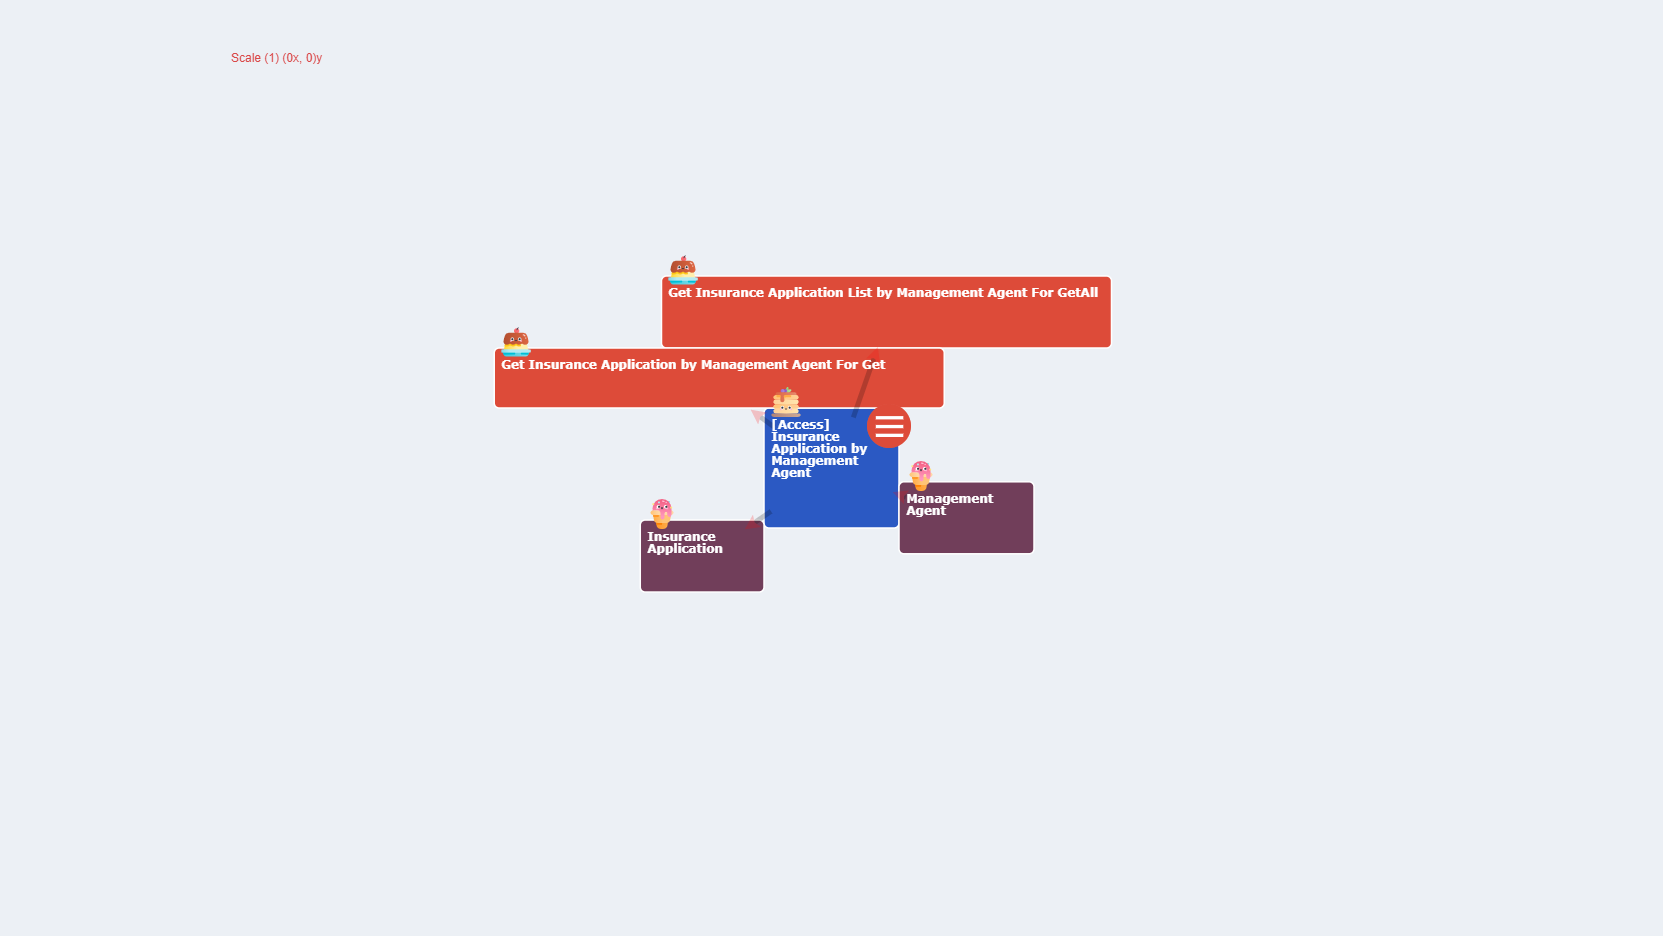 Scale (1) (0x, 0)y
Get Insurance Application List by Management Agent For GetAll
Get Insurance Application by Management Agent For Get
[Access]
Insurance
Application by
Management
Agent
Management
Agent
Insurance
Application